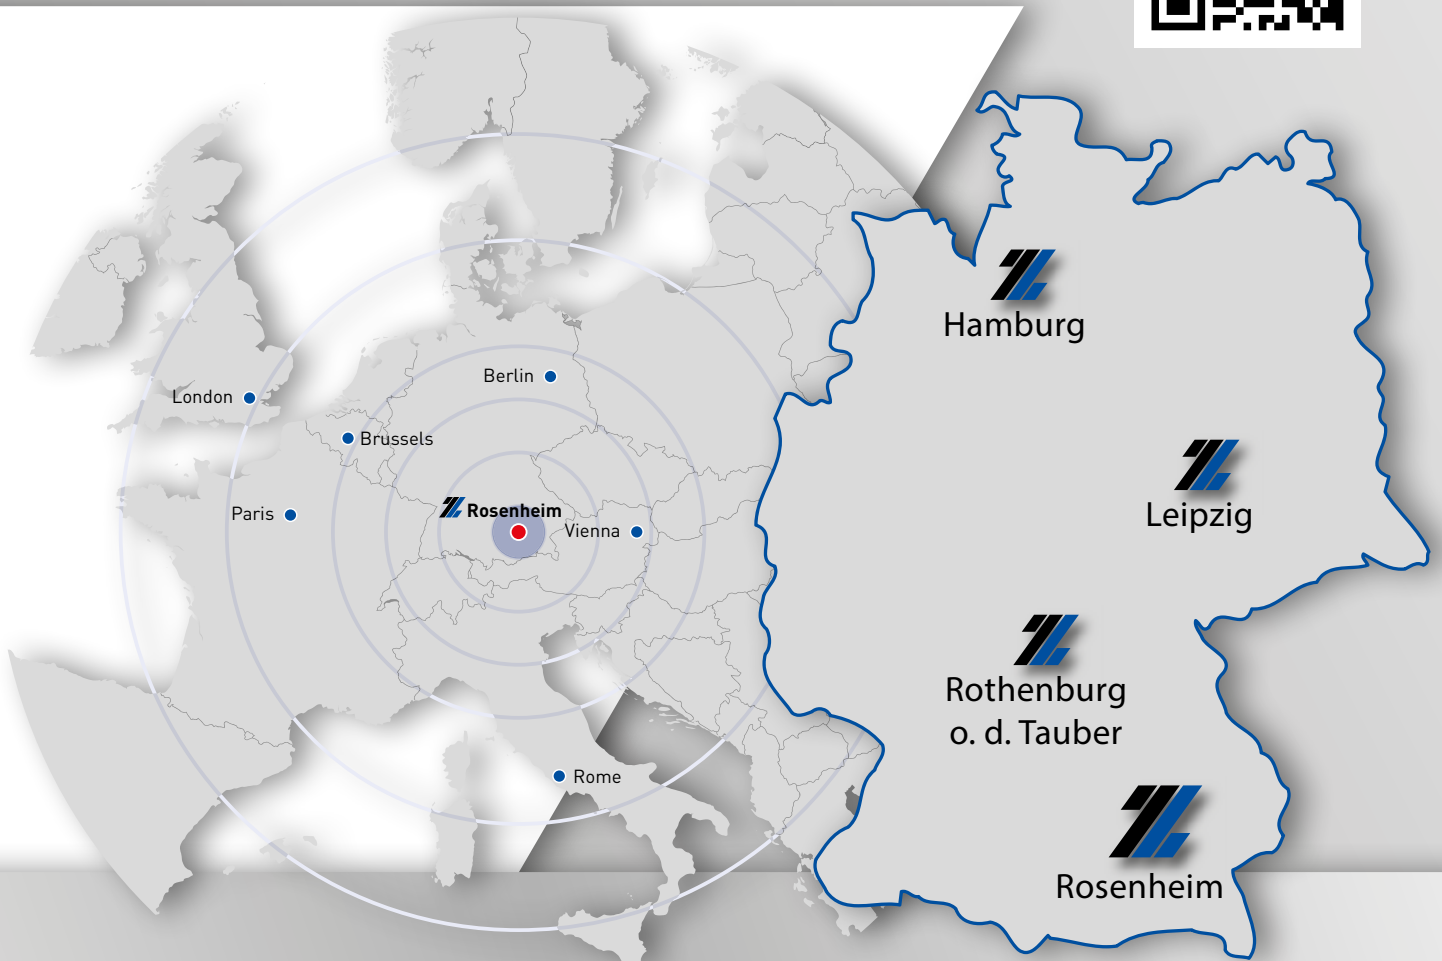 London
Berlin
Brussels
Paris
Rosenheim
Vienna
Rome
Hamburg
Leipzig
Rothenburg
o. d. Tauber
Rosenheim